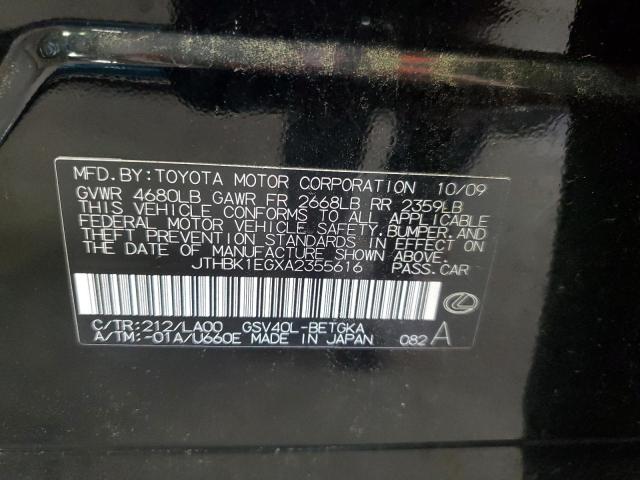 MFD.BY:TOYOTA MOTOR CORPORATION 10/09
GVWR 4680LB GAWR FR 2668LB RR 2359LB
THIS VEHICLE CONFORMS TO ALL APPLICABLE
FEDERAL MOTOR VEHICLE SAFETY,BUMPER,AND
THEFT PREVENTION STANDARDS IN EFFECT ON
THE DATE OF MANUFACTURE SHOWN ABOVE.
JTHBK1EGXA2355616 PASS.CAR
C/TR:212/LA00 GSV40L-BETGKA
A/TM:-01A/U660E MADE IN JAPAN 082A